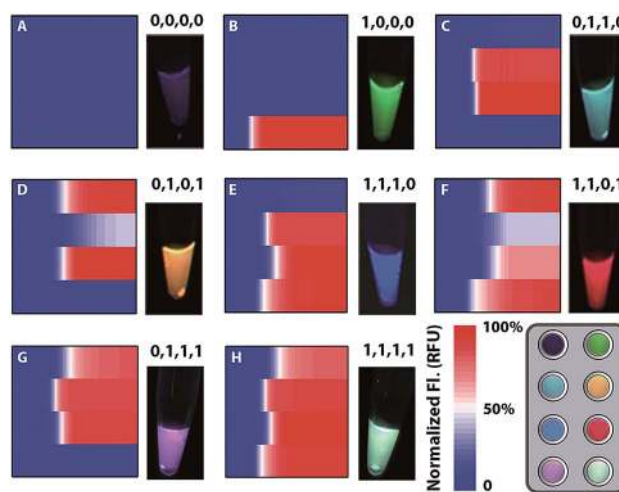 A
0,0,0,0
B
1,0,0,0
C
0,1,1,0
D
0,1,0,1
E
1,1,1,0
F
1,1,0,1
G
0,1,1,1
H
1,1,1,1
Normalized Fl. (RFU)
100%
50%
0